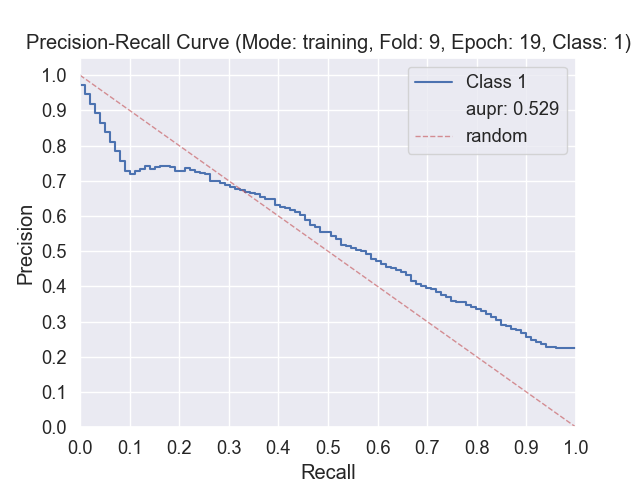 Precision-Recall Curve (Mode: training, Fold: 9, Epoch: 19, Class: 1)
1.0
0.9
0.8
0.7
0.6
0.5
0.4
0.3
0.2
0.1
0.0
Precision
Class 1
aupr: 0.529
random
0.0 0.1 0.2 0.3 0.4 0.5 0.6 0.7 0.8 0.9 1.0
Recall